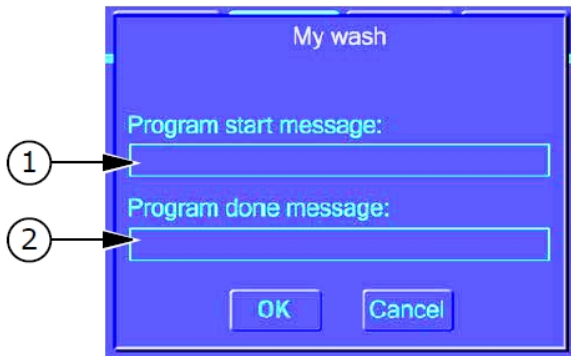 My wash
Program start message:
1
Program done message:
2
OK Cancel